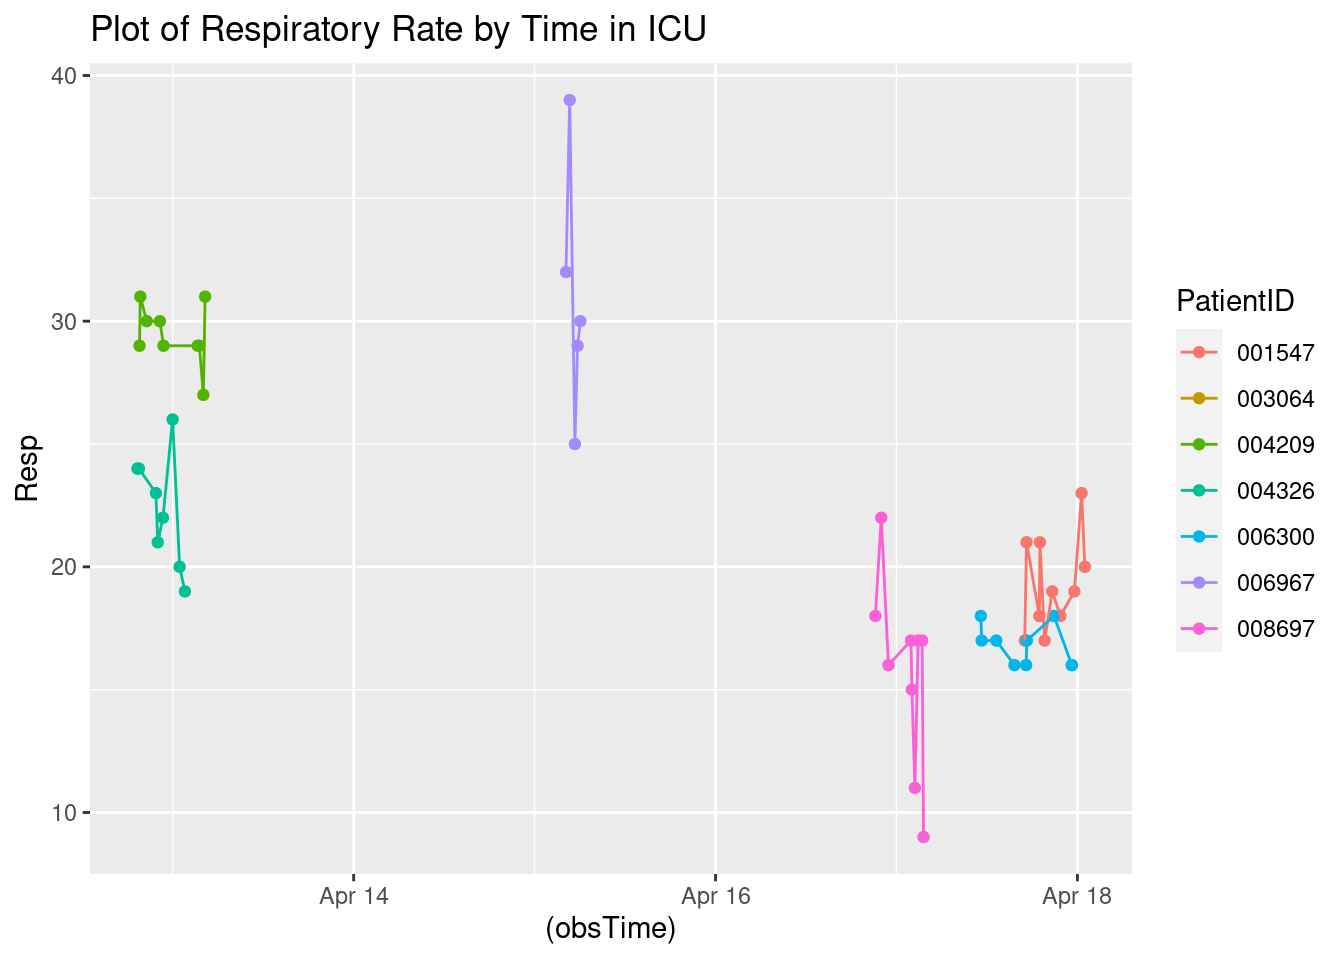 Plot of Respiratory Rate by Time in ICU
40
30
20
10
Resp
Apr 14
Apr 16
Apr 18
(obsTime)
PatientID
001547
003064
004209
004326
006300
006967
008697